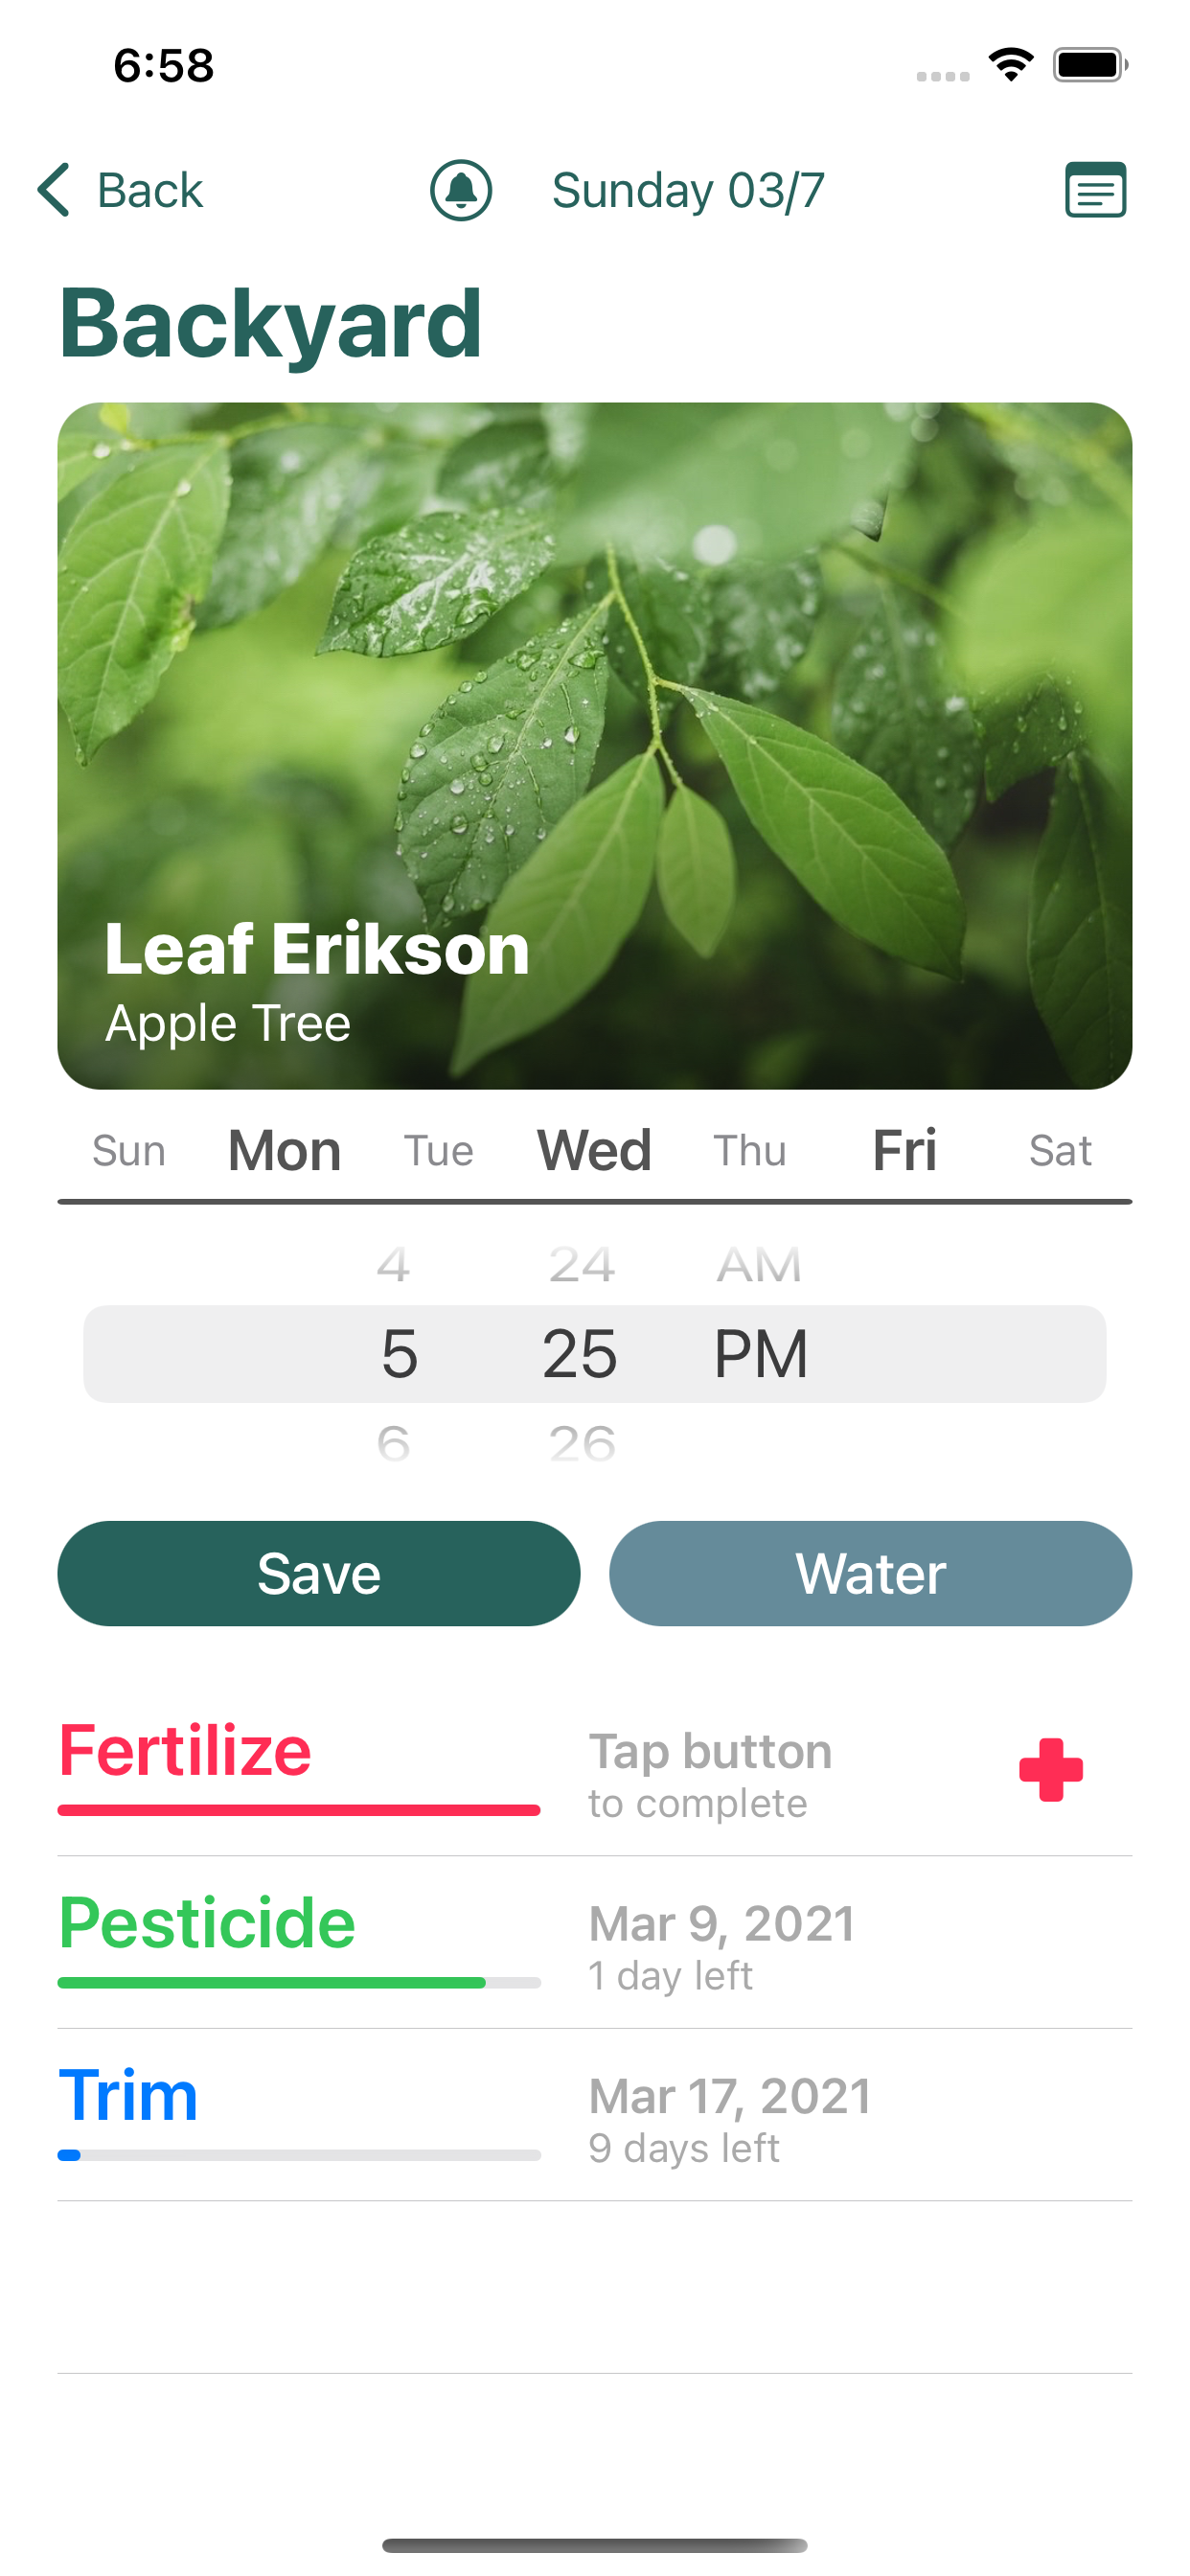 6:58
Back
Sunday 03/7
Backyard
Leaf Erikson
Apple Tree
Sun Mon Tue Wed Thu Fri Sat
4 24 AM
5 25 PM
6 26
Save
Water
Fertilize
Tap button
to complete
Pesticide
Mar 9, 2021
1 day left
Trim
Mar 17, 2021
9 days left